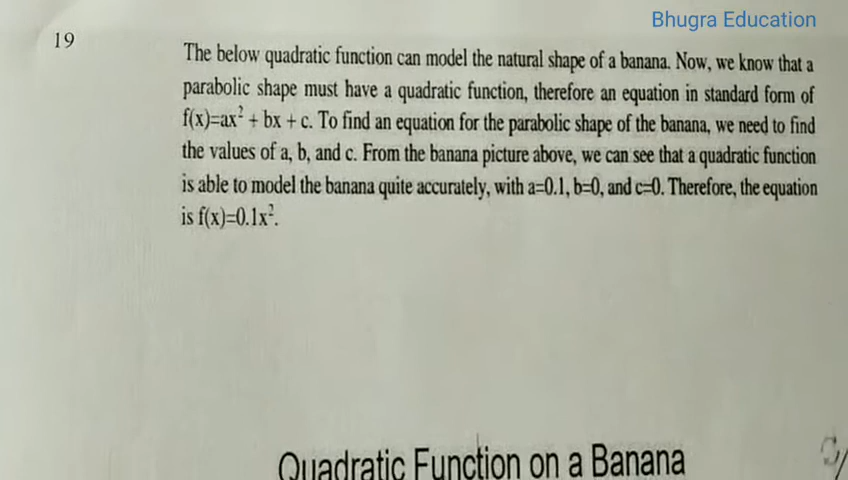 Bhugra Education
19
The below quadratic function can model the natural shape of a banana. Now, we know that a
parabolic shape must have a quadratic function, therefore an equation in standard form of
f(x)=ax² + bx + c. To find an equation for the parabolic shape of the banana, we need to find
the values of a, b, and c. From the banana picture above, we can see that a quadratic function
is able to model the banana quite accurately, with a=0.1, b=0, and c=0. Therefore, the equation
is f(x)=0.1x².
Quadratic Function on a Banana